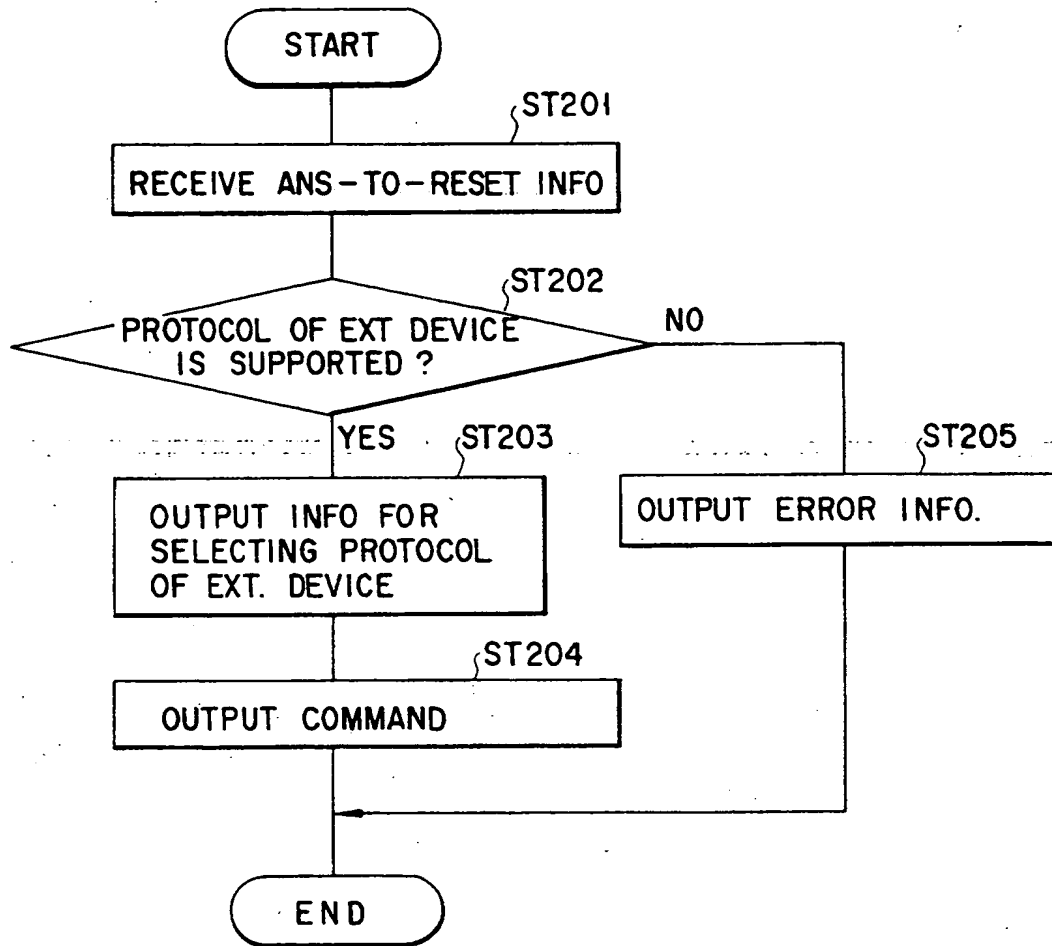 START
ST201
RECEIVE ANS-TO-RESET INFO
ST202
PROTOCOL OF EXT DEVICE
IS SUPPORTED ?
NO
YES
ST203
OUTPUT INFO FOR
SELECTING PROTOCOL
OF EXT. DEVICE
ST205
OUTPUT ERROR INFO.
ST204
OUTPUT COMMAND
END